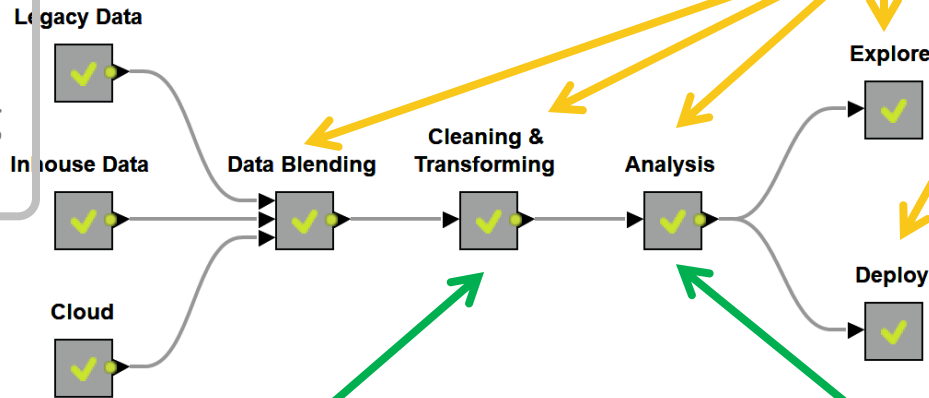 Legacy Data
Explore
Cleaning &
Inhouse Data
Data Blending
Transforming
Analysis
Deploy
Cloud